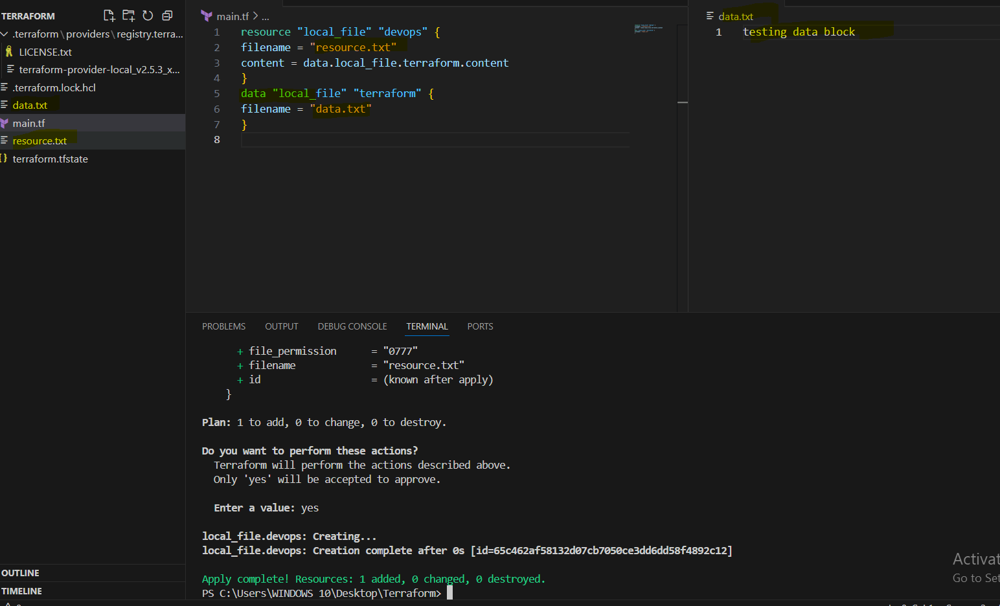 TERRAFORM
.terraform\providers\registry.terra...
LICENSE.txt
terraform-provider-local_v2.5.3_x...
.terraform.lock.hcl
data.txt
main.tf
resource.txt
terraform.tfstate
OUTLINE
TIMELINE
main.tf > ...
1 resource "local_file" "devops" {
2 filename = "resource.txt"
3 content = data.local_file.terraform.content
4 }
5 data "local_file" "terraform" {
6 filename = "data.txt"
7 }
8
data.txt
1 testing data block
PROBLEMS OUTPUT DEBUG CONSOLE TERMINAL PORTS
+ file_permission = "0777"
+ filename = "resource.txt"
+ id = (known after apply)
}
Plan: 1 to add, 0 to change, 0 to destroy.
Do you want to perform these actions?
Terraform will perform the actions described above.
Only 'yes' will be accepted to approve.
Enter a value: yes
local_file.devops: Creating...
local_file.devops: Creation complete after 0s [id=65c462af58132d07cb7050ce3dd6dd58f4892c12]
Apply complete! Resources: 1 added, 0 changed, 0 destroyed.
PS C:\Users\WINDOWS 10\Desktop\Terraform>
Activat
Go to Set